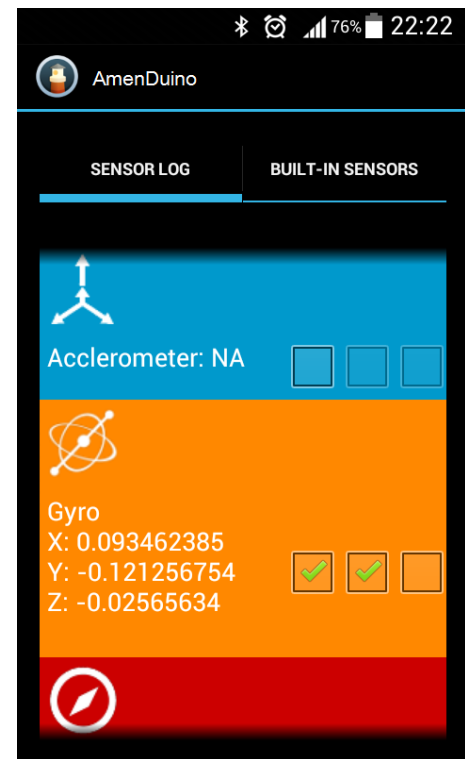 76% 22:22
AmenDuino
SENSOR LOG BUILT-IN SENSORS
Acclerometer: NA
Gyro
X: 0.093462385
Y: -0.121256754
Z: -0.02565634